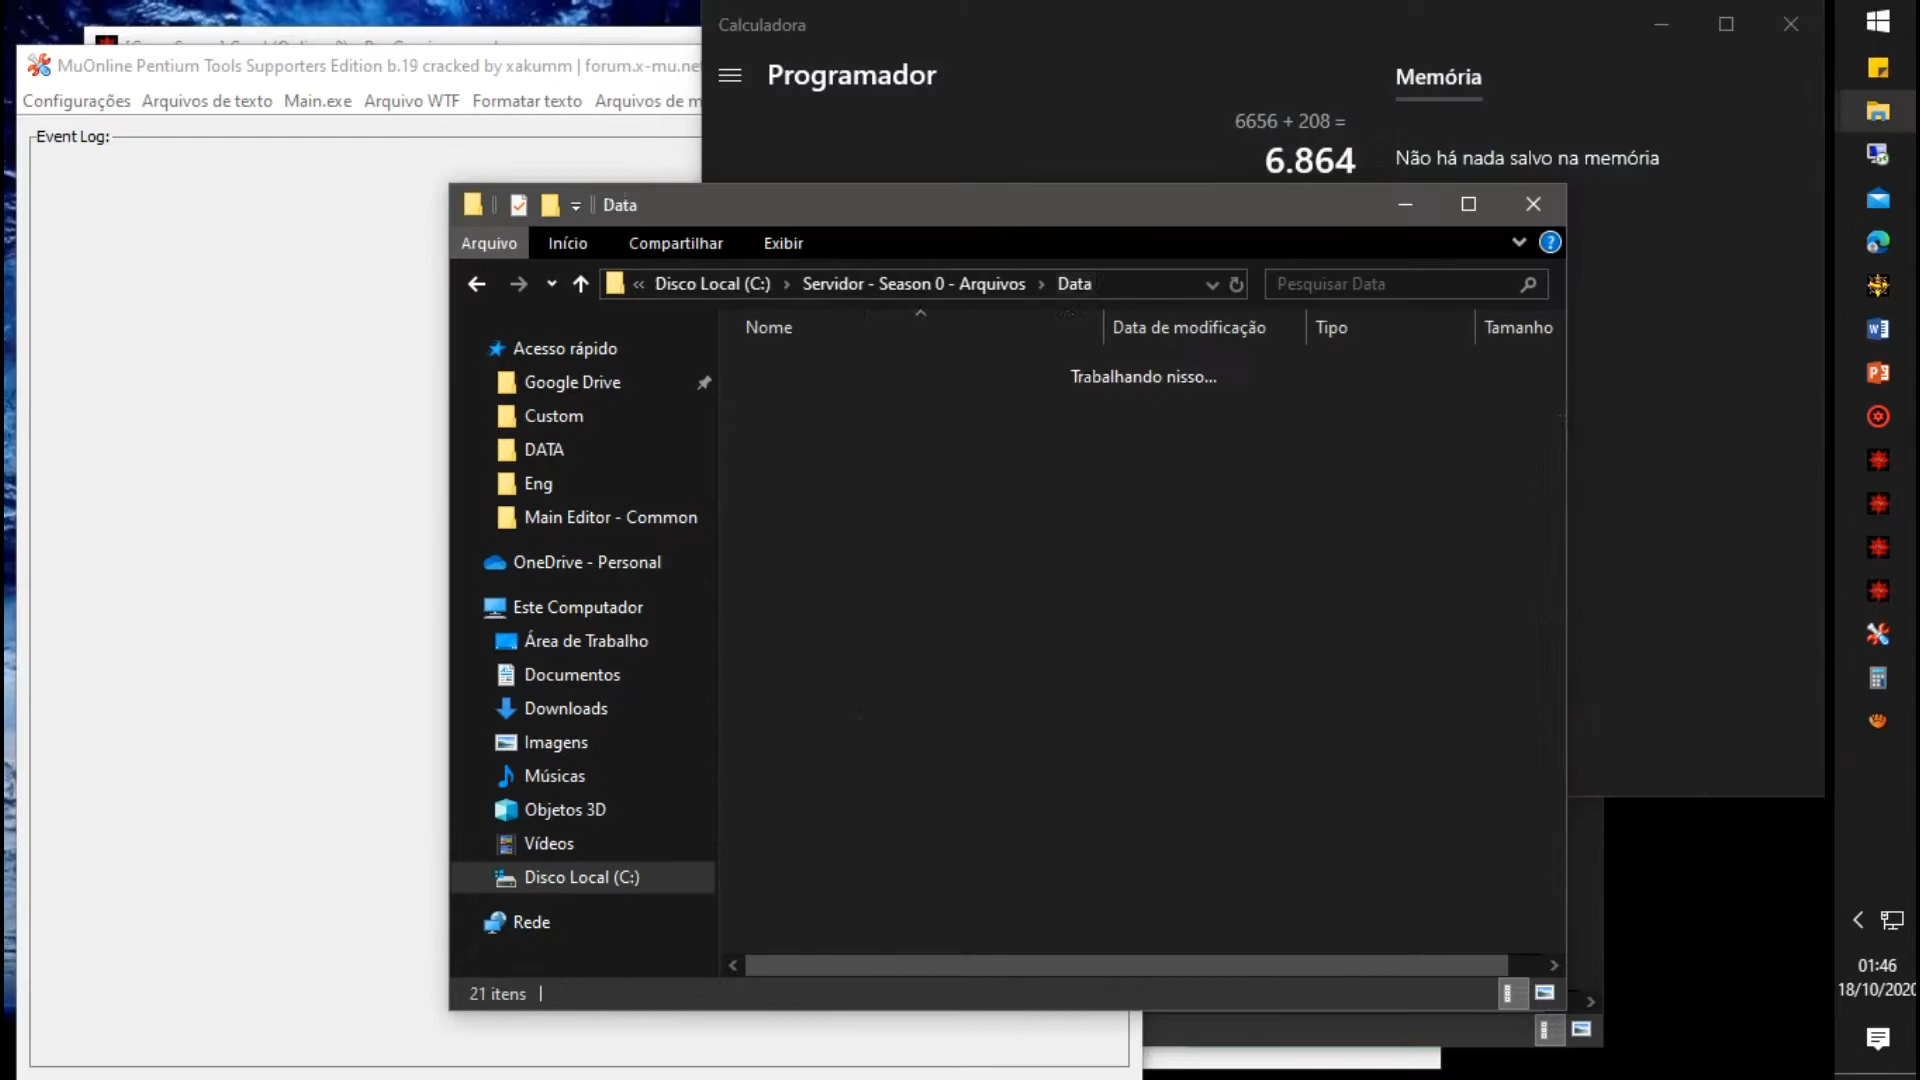 Calculadora
MuOnline Pentium Tools Supporters Edition b.19 cracked by xakumm | forum.x-mu.ne
Configurações Arquivos de texto Main.exe Arquivo WTF Formatar texto Arquivos de m
Event Log:
Programador
Memória
6656 + 208 =
6.864
Não há nada salvo na memória
Data
Arquivo Início Compartilhar Exibir
« Disco Local (C:) › Servidor - Season 0 - Arquivos › Data
Pesquisar Data
Nome Data de modificação Tipo Tamanho
Trabalhando nisso...
Acesso rápido
Google Drive
Custom
DATA
Eng
Main Editor - Common
OneDrive - Personal
Este Computador
Área de Trabalho
Documentos
Downloads
Imagens
Músicas
Objetos 3D
Vídeos
Disco Local (C:)
Rede
21 itens
01:46
18/10/2020